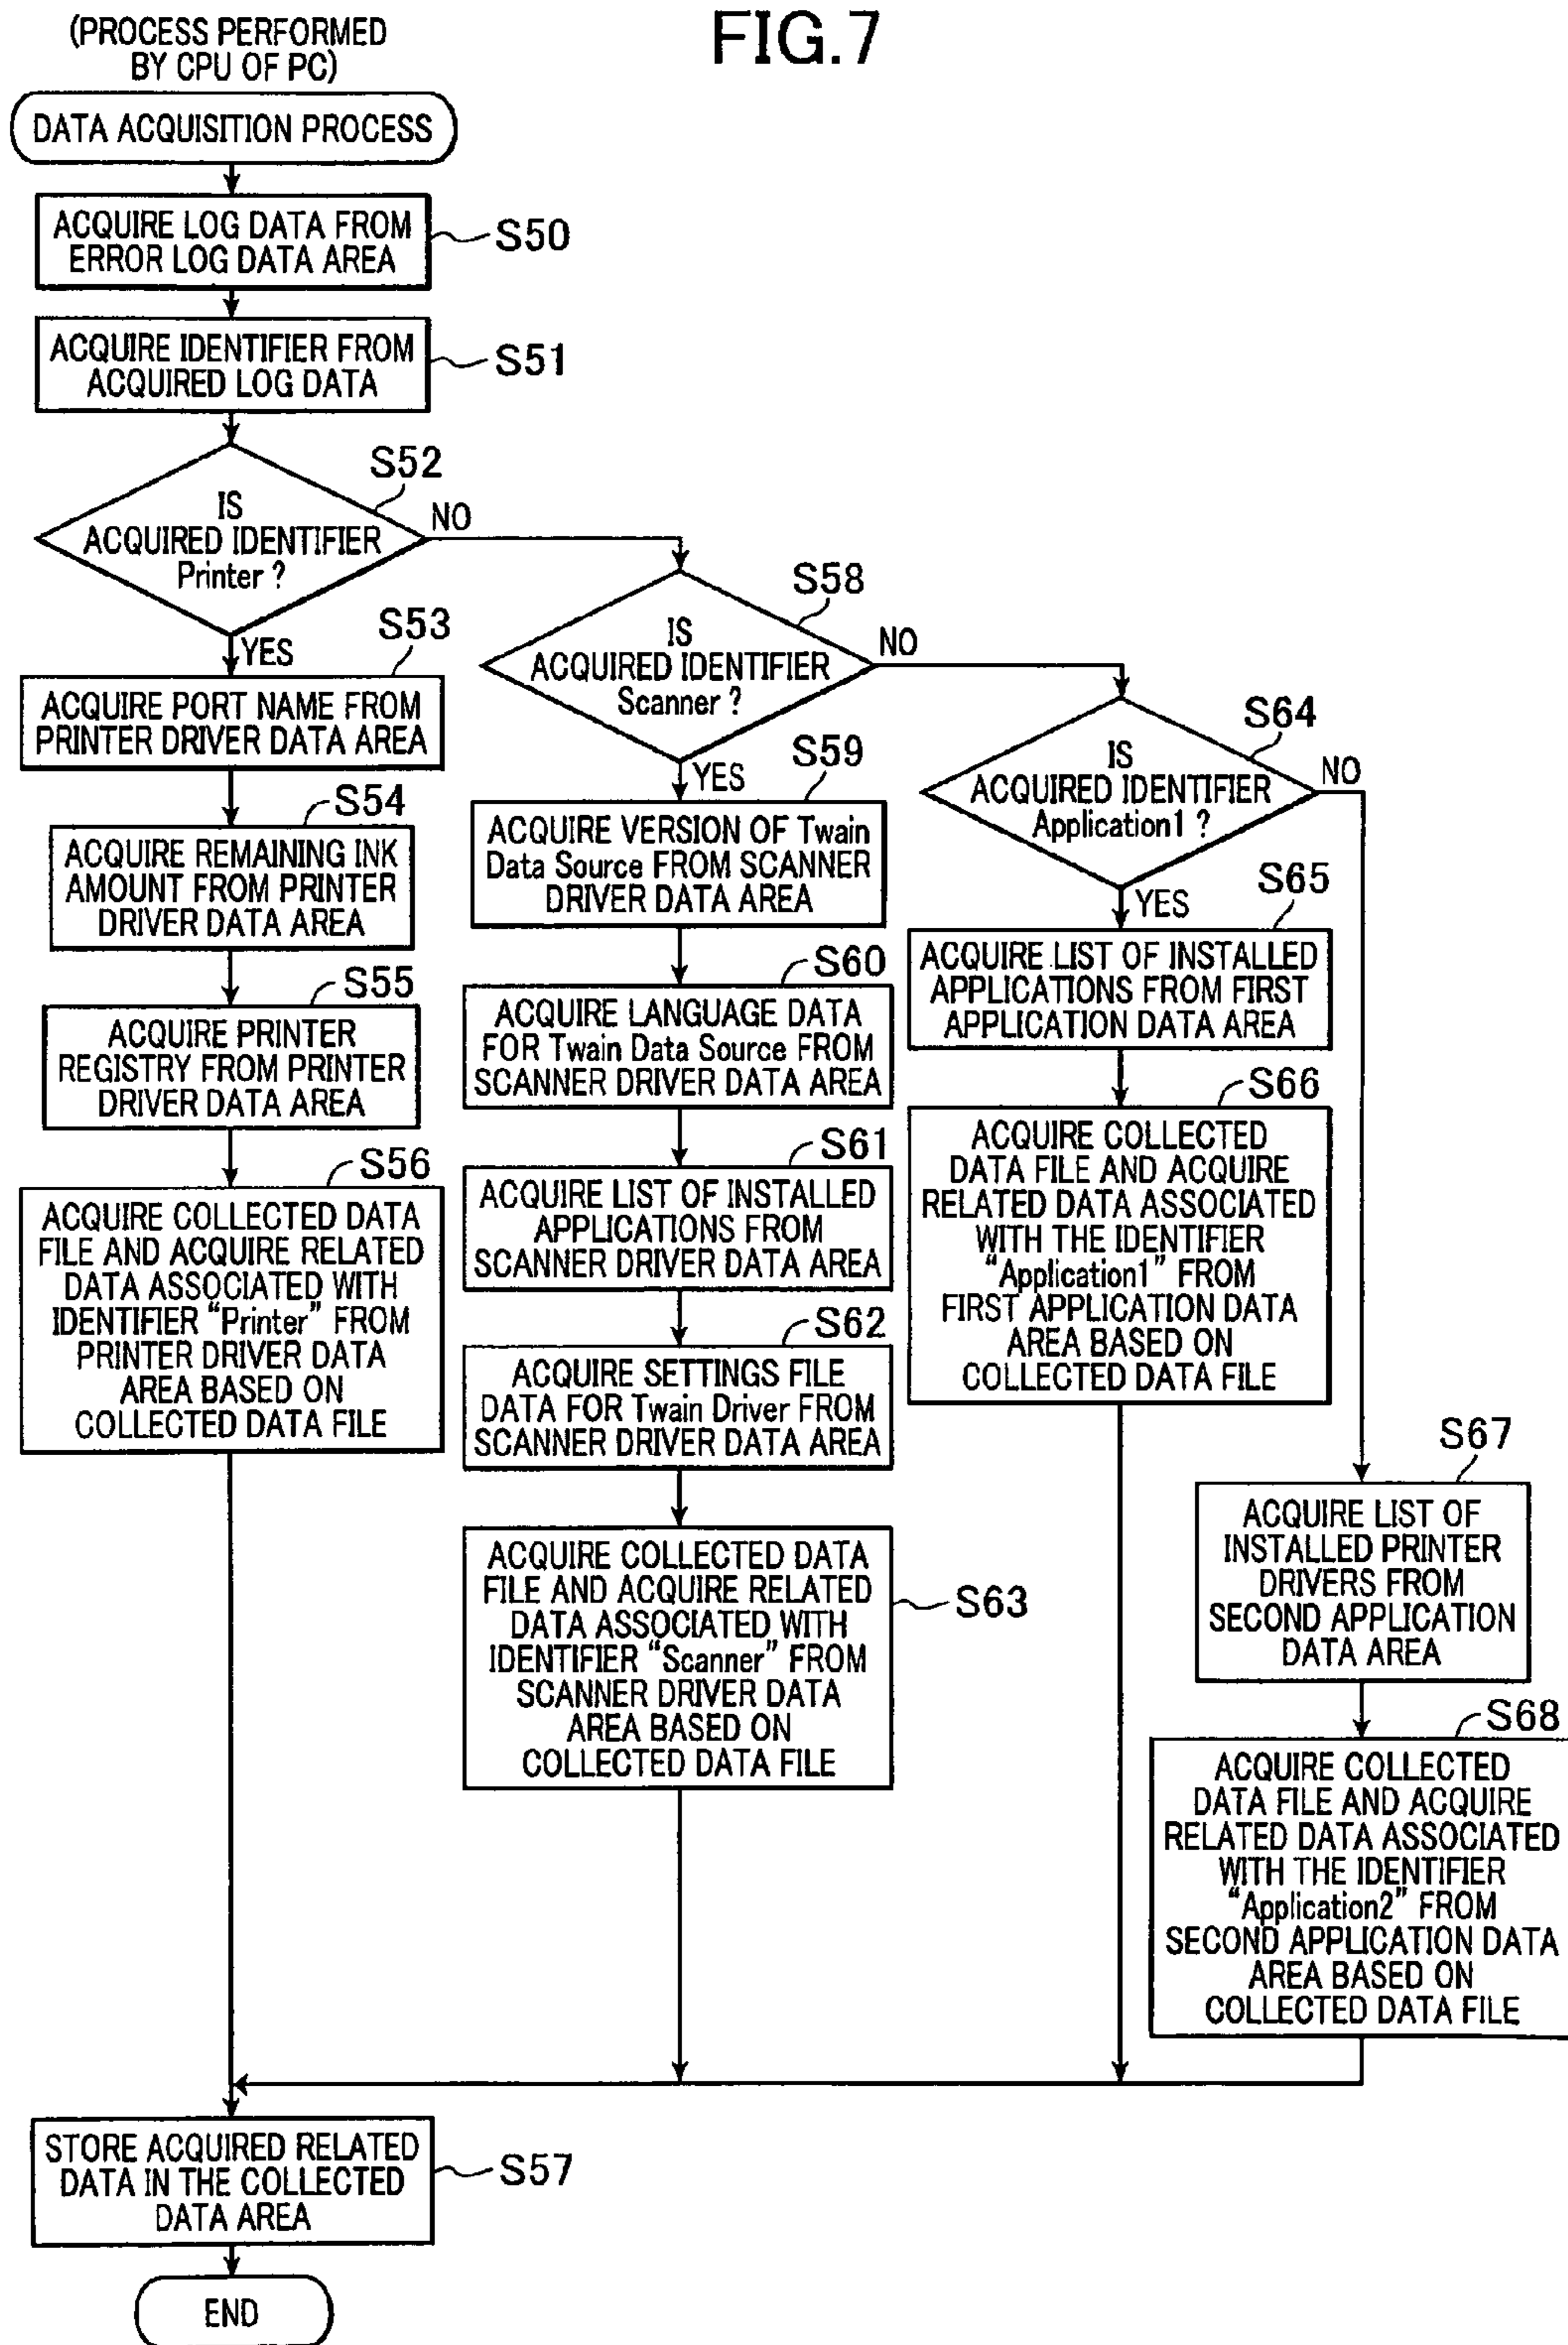 FIG.7
(PROCESS PERFORMED
BY CPU OF PC)
DATA ACQUISITION PROCESS
ACQUIRE LOG DATA FROM
ERROR LOG DATA AREA
S50
ACQUIRE IDENTIFIER FROM
ACQUIRED LOG DATA
S51
S52
IS
ACQUIRED IDENTIFIER
Printer ?
NO
YES
S53
ACQUIRE PORT NAME FROM
PRINTER DRIVER DATA AREA
S54
ACQUIRE REMAINING INK
AMOUNT FROM PRINTER
DRIVER DATA AREA
S55
ACQUIRE PRINTER
REGISTRY FROM PRINTER
DRIVER DATA AREA
S56
ACQUIRE COLLECTED DATA
FILE AND ACQUIRE RELATED
DATA ASSOCIATED WITH
IDENTIFIER "Printer" FROM
PRINTER DRIVER DATA
AREA BASED ON
COLLECTED DATA FILE
S58
IS
ACQUIRED IDENTIFIER
Scanner ?
NO
YES
S59
ACQUIRE VERSION OF Twain
Data Source FROM SCANNER
DRIVER DATA AREA
S60
ACQUIRE LANGUAGE DATA
FOR Twain Data Source FROM
SCANNER DRIVER DATA AREA
S61
ACQUIRE LIST OF INSTALLED
APPLICATIONS FROM
SCANNER DRIVER DATA AREA
S62
ACQUIRE SETTINGS FILE
DATA FOR Twain Driver FROM
SCANNER DRIVER DATA AREA
ACQUIRE COLLECTED DATA
FILE AND ACQUIRE RELATED
DATA ASSOCIATED WITH
IDENTIFIER "Scanner" FROM
SCANNER DRIVER DATA
AREA BASED ON
COLLECTED DATA FILE
S63
S64
IS
ACQUIRED IDENTIFIER
Application1 ?
NO
YES
S65
ACQUIRE LIST OF INSTALLED
APPLICATIONS FROM FIRST
APPLICATION DATA AREA
S66
ACQUIRE COLLECTED
DATA FILE AND ACQUIRE
RELATED DATA ASSOCIATED
WITH THE IDENTIFIER
"Application1" FROM
FIRST APPLICATION DATA
AREA BASED ON
COLLECTED DATA FILE
S67
ACQUIRE LIST OF
INSTALLED PRINTER
DRIVERS FROM
SECOND APPLICATION
DATA AREA
S68
ACQUIRE COLLECTED
DATA FILE AND ACQUIRE
RELATED DATA ASSOCIATED
WITH THE IDENTIFIER
"Application2" FROM
SECOND APPLICATION DATA
AREA BASED ON
COLLECTED DATA FILE
STORE ACQUIRED RELATED
DATA IN THE COLLECTED
DATA AREA
S57
END